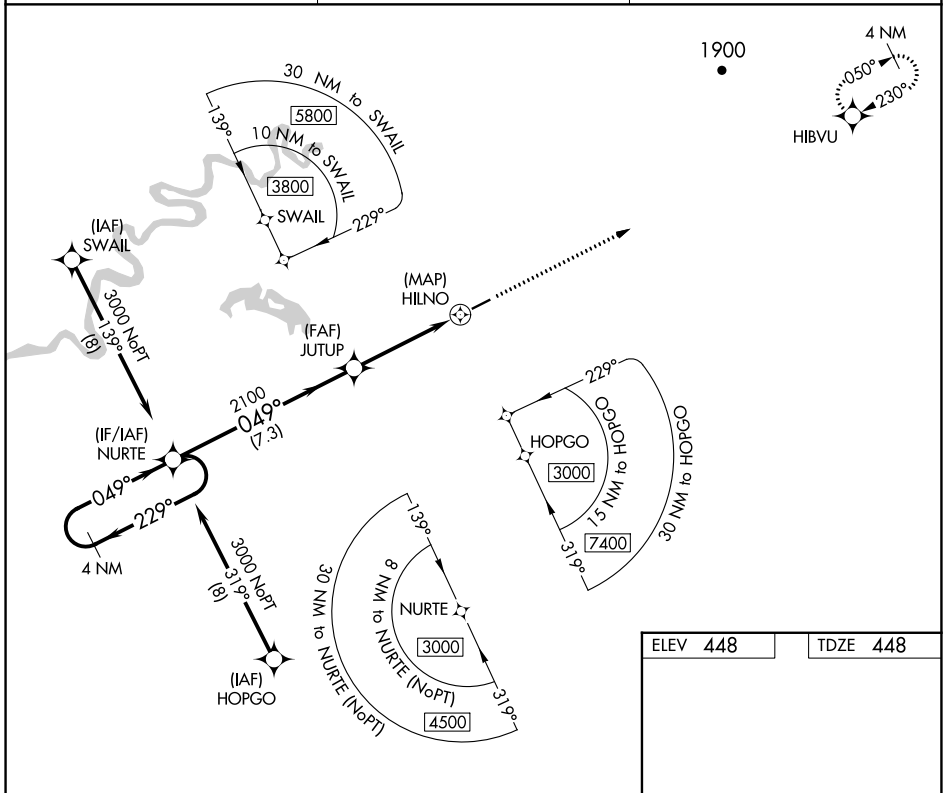 4 NM
1900
050°
230°
HIBVU
30 NM to SWAIL
5800
139°
10 NM to SWAIL
3800
SWAIL
229°
(IAF)
SWAIL
3000 NoPT
139°
(8)
(MAP)
HILNO
(FAF)
JUTUP
2100
049°
(7.3)
(IF/IAF)
NURTE
049°
229°
4 NM
3000 NoPT
319°
(8)
(IAF)
HOPGO
229°
HOPGO
3000
15 NM to HOPGO
7400
30 NM to HOPGO
319°
139°
NURTE
3000
8 NM to NURTE (NoPT)
30 NM to NURTE (NoPT)
4500
319°
ELEV 448
TDZE 448